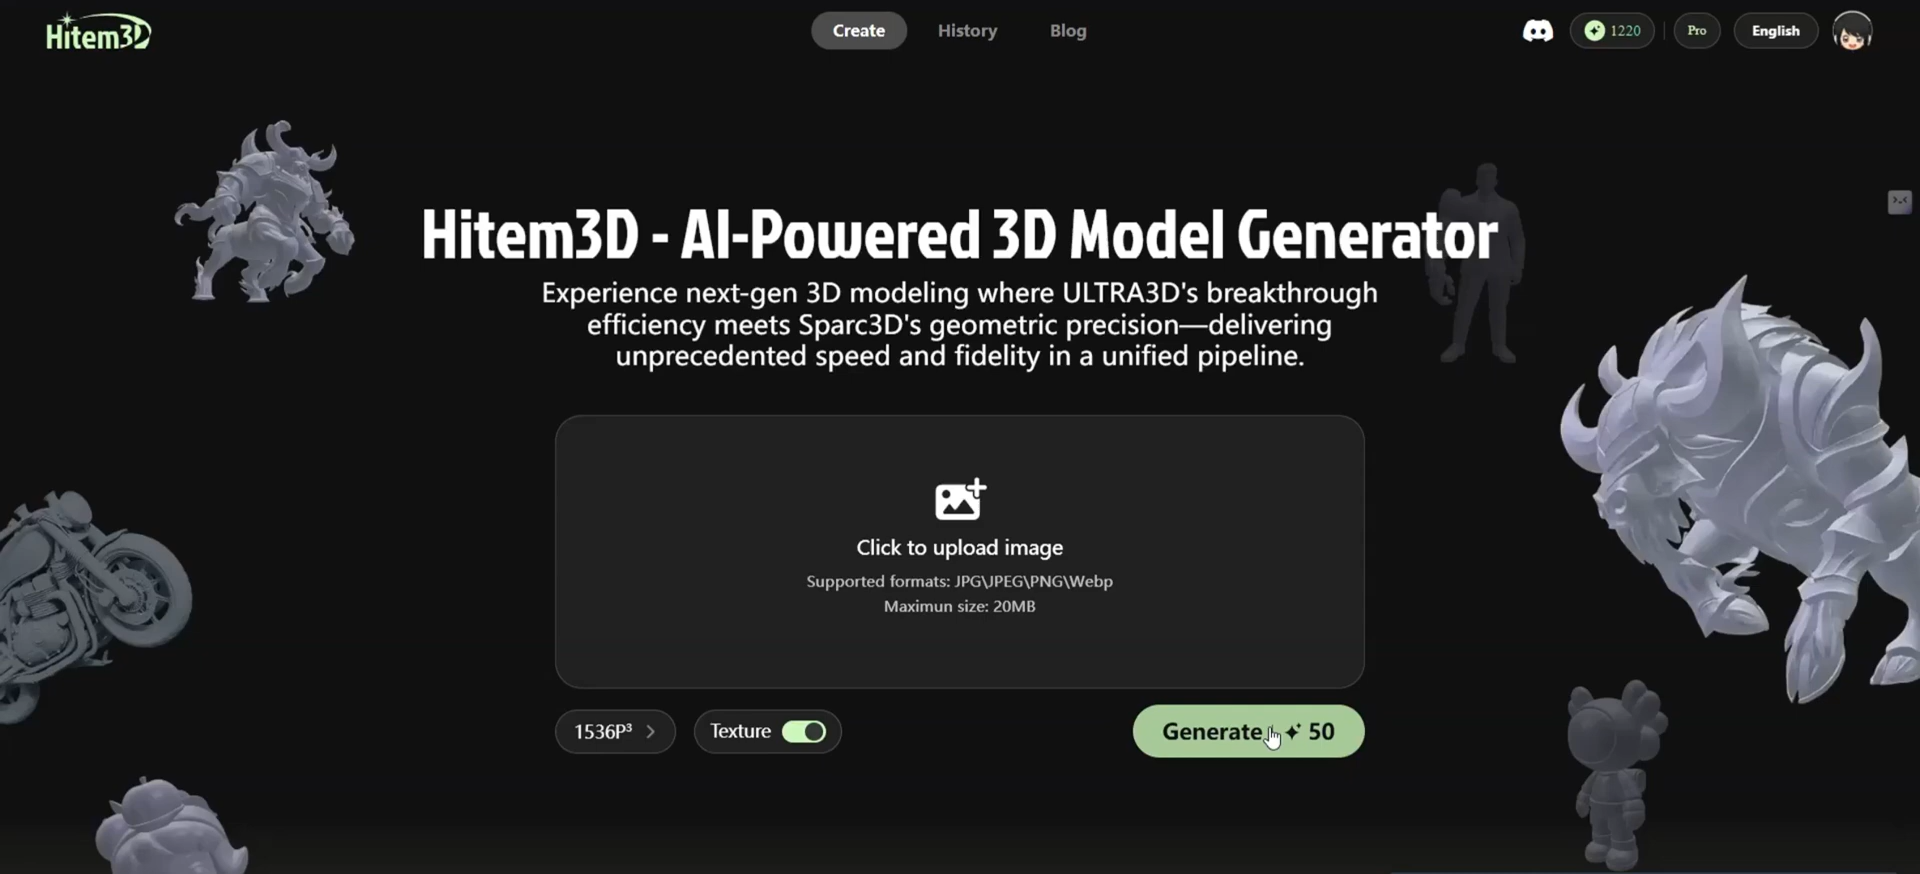 Hitem3D
Create
History
Blog
1220
Pro
English
Hitem3D - AI-Powered 3D Model Generator
Experience next-gen 3D modeling where ULTRA3D's breakthrough
efficiency meets Sparc3D's geometric precision—delivering
unprecedented speed and fidelity in a unified pipeline.
Click to upload image
Supported formats: JPG\JPEG\PNG\Webp
Maximun size: 20MB
1536P³
Texture
Generate 50